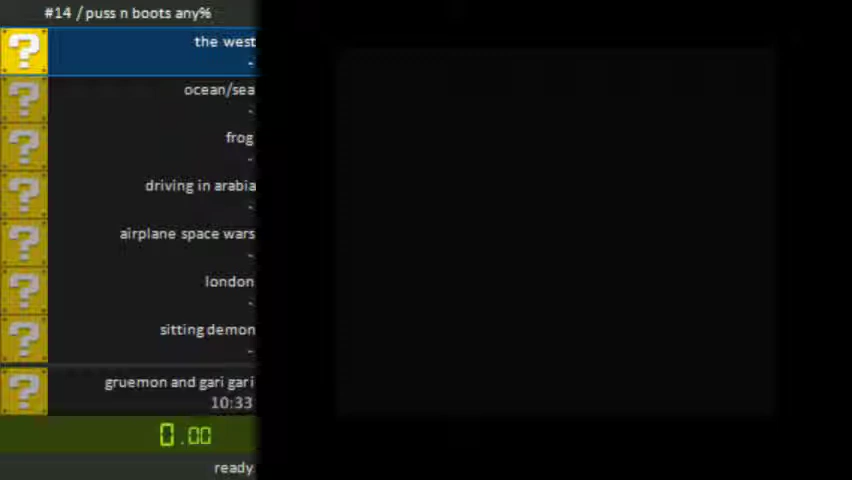 #14 / puss n boots any%
the west
-
ocean/sea
-
frog
-
driving in arabia
-
airplane space wars
-
london
-
sitting demon
-
gruemon and gari gari
10:33
0.00
ready